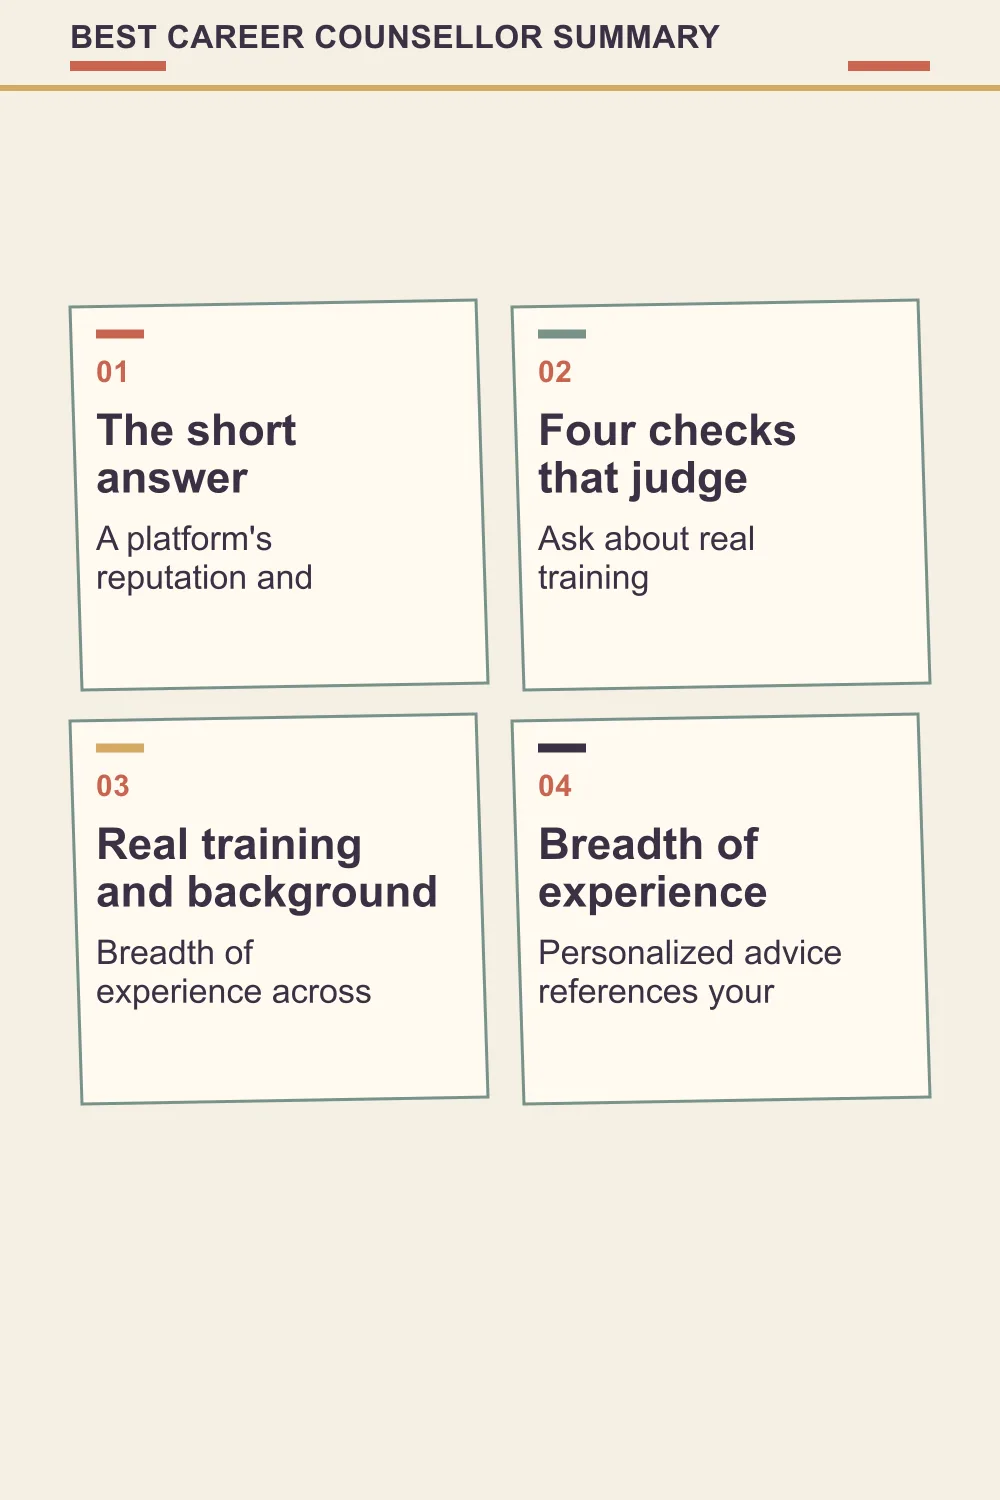 BEST CAREER COUNSELLOR SUMMARY
01
The short
answer
A platform's
reputation and
02
Four checks
that judge
Ask about real
training
03
Real training
and background
Breadth of
experience across
04
Breadth of
experience
Personalized advice
references your